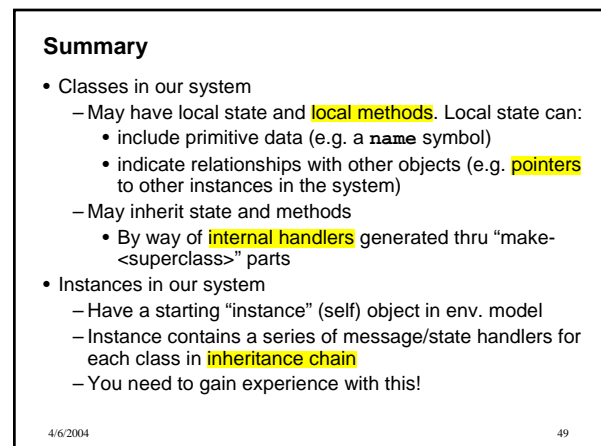 Summary
• Classes in our system
– May have local state and local methods. Local state can:
• include primitive data (e.g. a name symbol)
• indicate relationships with other objects (e.g. pointers
to other instances in the system)
– May inherit state and methods
• By way of internal handlers generated thru “make-
<superclass>” parts
• Instances in our system
– Have a starting “instance” (self) object in env. model
– Instance contains a series of message/state handlers for
each class in inheritance chain
– You need to gain experience with this!
4/6/2004
49